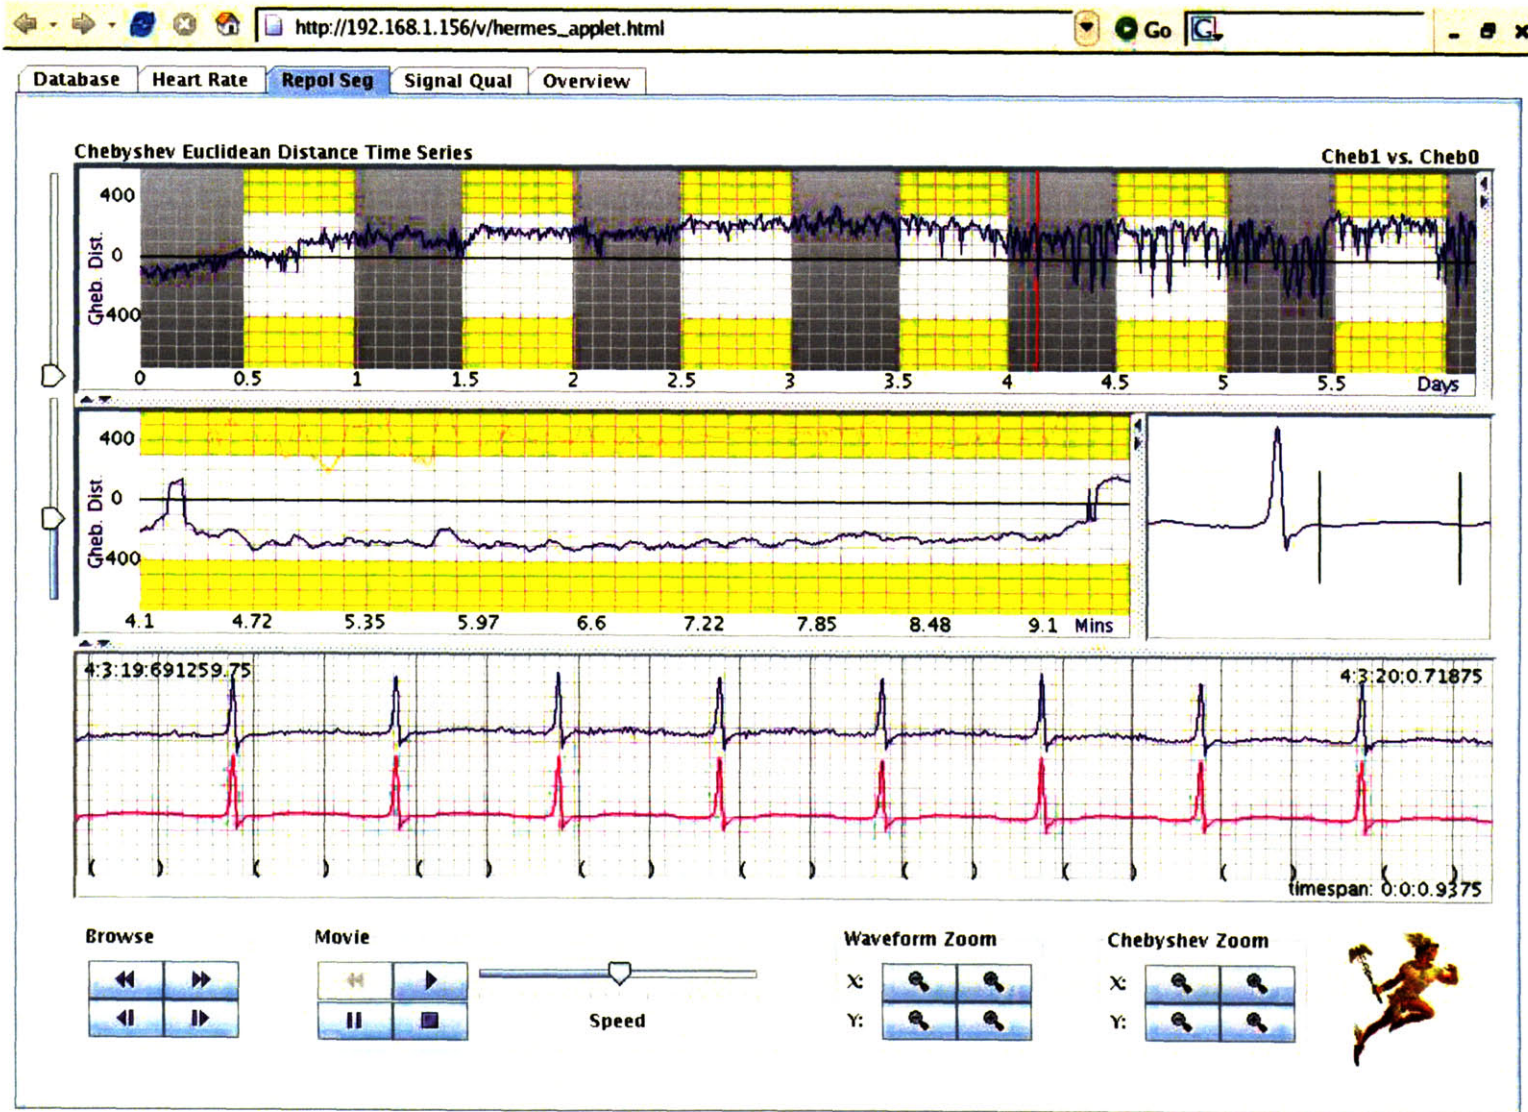 http://192.168.1.156/v/hermes_applet.html
Go
G
Database Heart Rate Repol Seg Signal Qual Overview
Chebyshev Euclidean Distance Time Series Cheb1 vs. Cheb0
400
0
-400
Cheb. Dist.
0 0.5 1 1.5 2 2.5 3 3.5 4 4.5 5 5.5 Days
400
0
-400
Cheb. Dist.
4.1 4.72 5.35 5.97 6.6 7.22 7.85 8.48 9.1 Mins
4:3:19:691259.75 4:3:20:0.71875
( ) ( ) ( ) ( ) ( ) ( ) ( ) ( ) ( )
timespan: 0:0:0.9375
Browse Movie Waveform Zoom Chebyshev Zoom
X: X:
Y: Y:
Speed